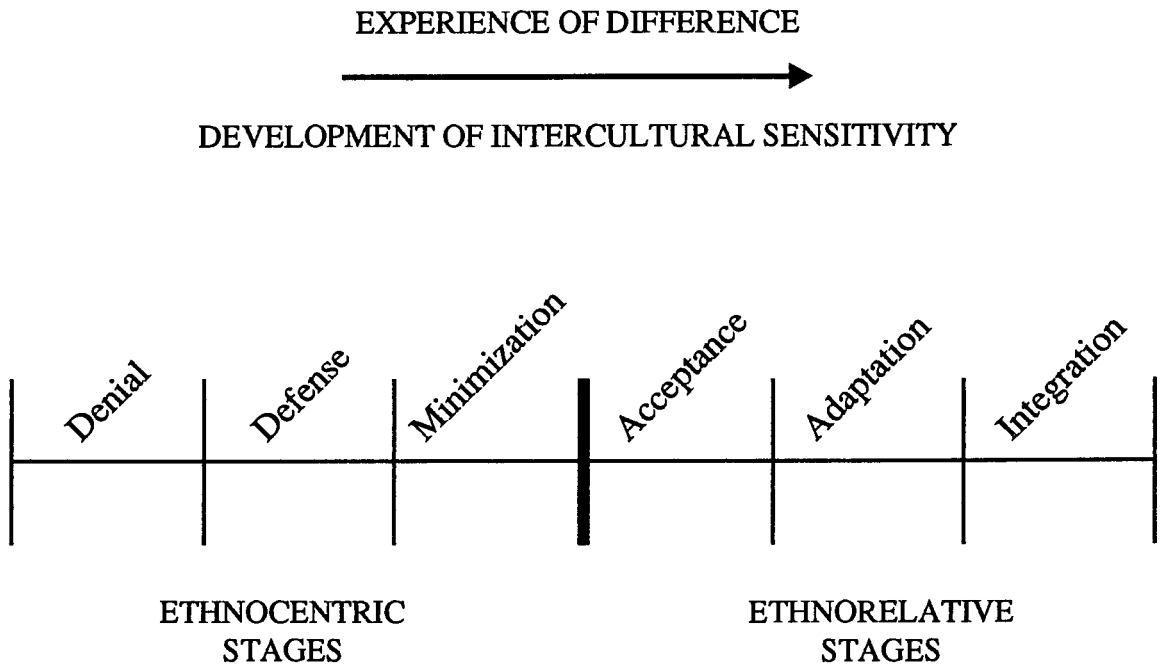 EXPERIENCE OF DIFFERENCE
DEVELOPMENT OF INTERCULTURAL SENSITIVITY
Denial
Defense
Minimization
Acceptance
Adaptation
Integration
ETHNOCENTRIC
STAGES
ETHNORELATIVE
STAGES